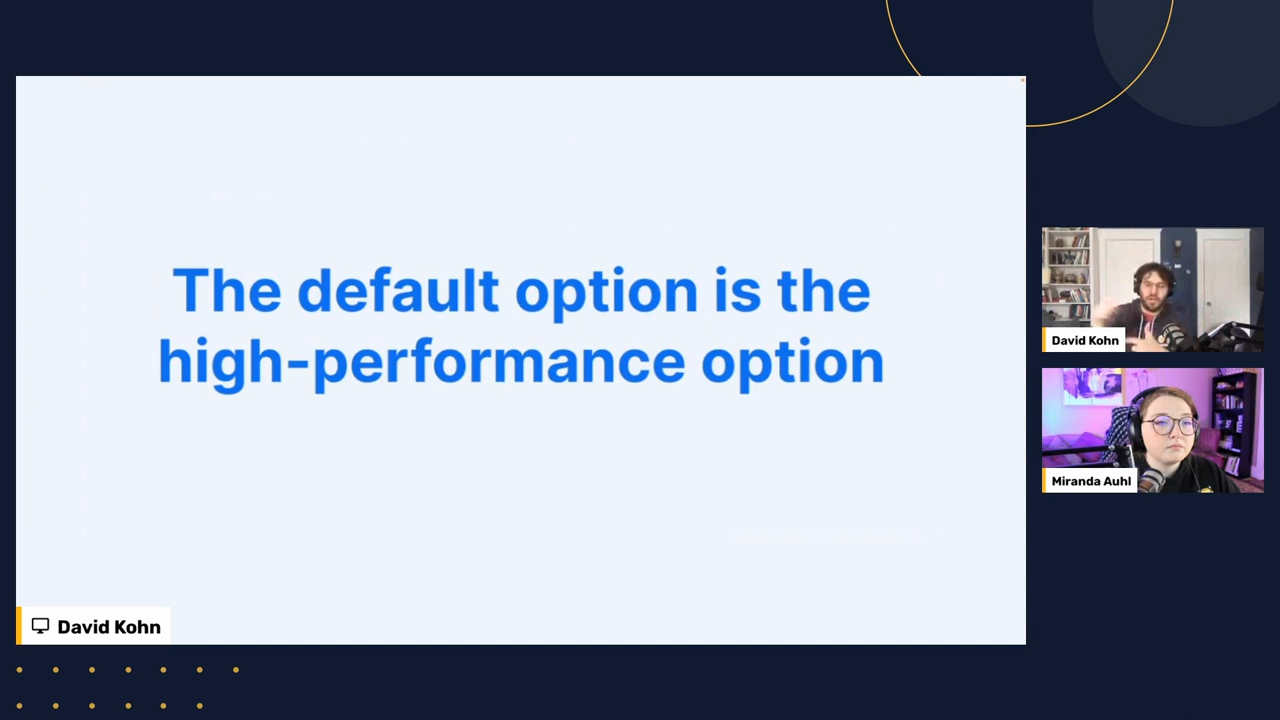 The default option is the
high-performance option
David Kohn
David Kohn
Miranda Auhl